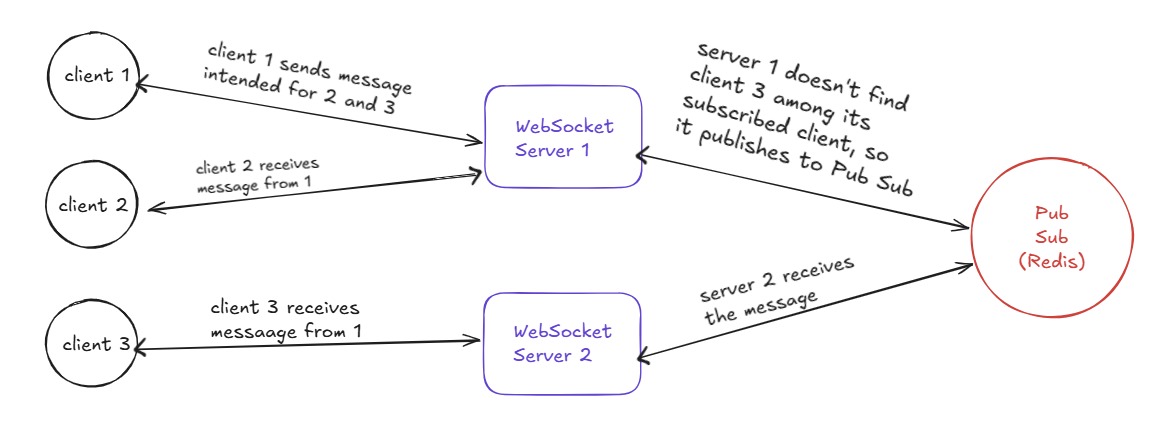 client 1
client 1 sends message
intended for 2 and 3
WebSocket
Server 1
server 1 doesn't find
client 3 among its
subscribed client, so
it publishes to Pub Sub
client 2 receives
message from 1
client 2
Pub
Sub
(Redis)
server 2 receives
the message
client 3 receives
messaage from 1
client 3
WebSocket
Server 2